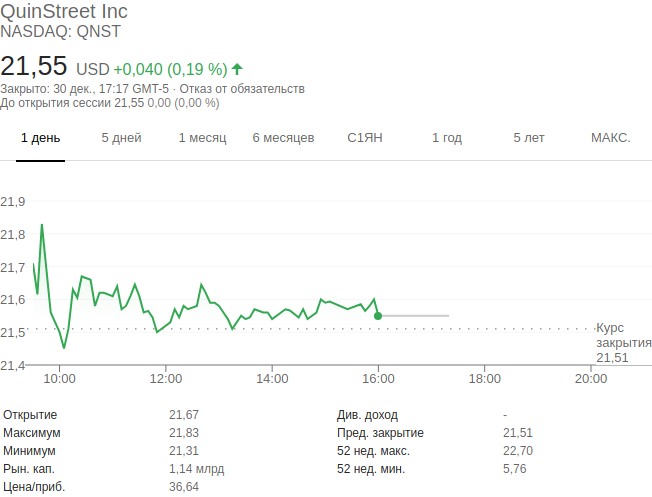 QuinStreet Inc
NASDAQ: QNST
21,55 USD +0,040 (0,19 %)
Закрыто: 30 дек., 17:17 GMT-5 · Отказ от обязательств
До открытия сессии 21,55 0,00 (0,00 %)
1 день 5 дней 1 месяц 6 месяцев С1ЯН 1 год 5 лет МАКС.
21,9
21,8
21,7
21,6
21,5
21,4
Курс
закрытия
21,51
10:00 12:00 14:00 16:00 18:00 20:00
Открытие 21,67 Див. доход -
Максимум 21,83 Пред. закрытие 21,51
Минимум 21,31 52 нед. макс. 22,70
Рын. кап. 1,14 млрд 52 нед. мин. 5,76
Цена/приб. 36,64